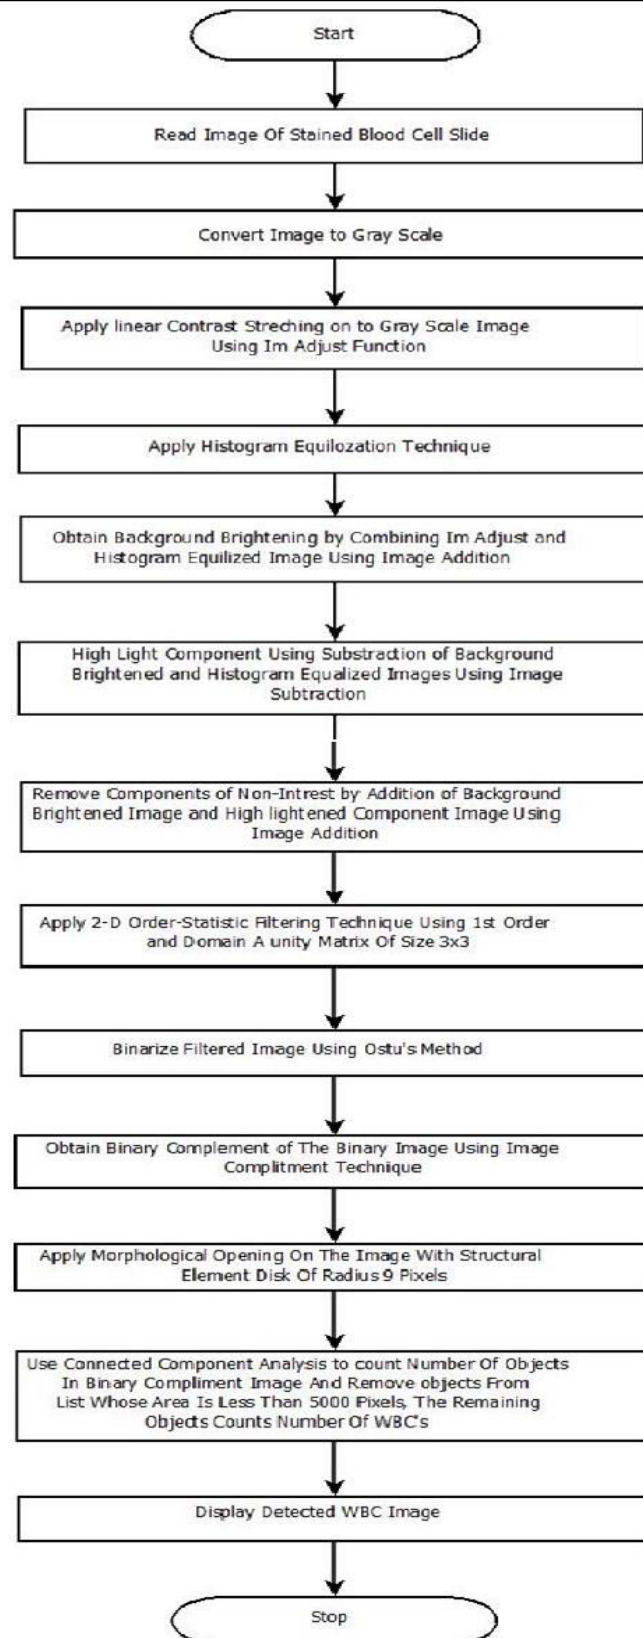 Start
Read Image Of Stained Blood Cell Slide
Convert Image to Gray Scale
Apply linear Contrast Streching on to Gray Scale Image
Using Im Adjust Function
Apply Histogram Equilozation Technique
Obtain Background Brightening by Combining Im Adjust and
Histogram Equilized Image Using Image Addition
High Light Component Using Substraction of Background
Brightened and Histogram Equalized Images Using Image
Subtraction
Remove Components of Non-Intrest by Addition of Background
Brightened Image and High lightened Component Image Using
Image Addition
Apply 2-D Order-Statistic Filtering Technique Using 1st Order
and Domain A unity Matrix Of Size 3x3
Binarize Filtered Image Using Ostu's Method
Obtain Binary Complement of The Binary Image Using Image
Complitment Technique
Apply Morphological Opening On The Image With Structural
Element Disk Of Radius 9 Pixels
Use Connected Component Analysis to count Number Of Objects
In Binary Compliment Image And Remove objects From
List Whose Area Is Less Than 5000 Pixels, The Remaining
Objects Counts Number Of WBC's
Display Detected WBC Image
Stop